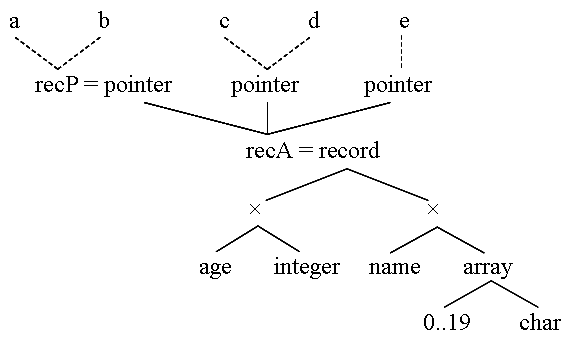 a b c d e
recP = pointer pointer pointer
recA = record
× ×
age integer name array
0..19 char